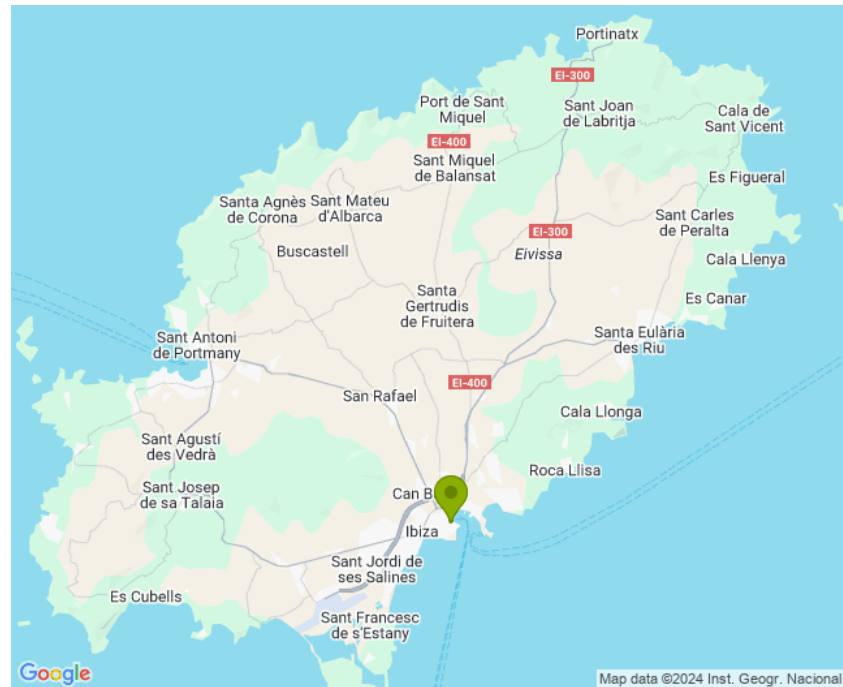 Portinatx
EI-300
Port de Sant
Miquel
Sant Joan
de Labritja
Cala de
Sant Vicent
EI-400
Sant Miquel
de Balansat
Es Figueral
Santa Agnès
de Corona
Sant Mateu
d'Albarca
Sant Carles
de Peralta
EI-300
Buscastell
Eivissa
Cala Llenya
Santa
Gertrudis
de Fruitera
Es Canar
Sant Antoni
de Portmany
Santa Eulària
des Riu
EI-400
San Rafael
Cala Llonga
Sant Agustí
des Vedrà
Roca Llisa
Sant Josep
de sa Talaia
Can B
Ibiza
Sant Jordi de
ses Salines
Es Cubells
Sant Francesc
de s'Estany
Google
Map data ©2024 Inst. Geogr. Nacional